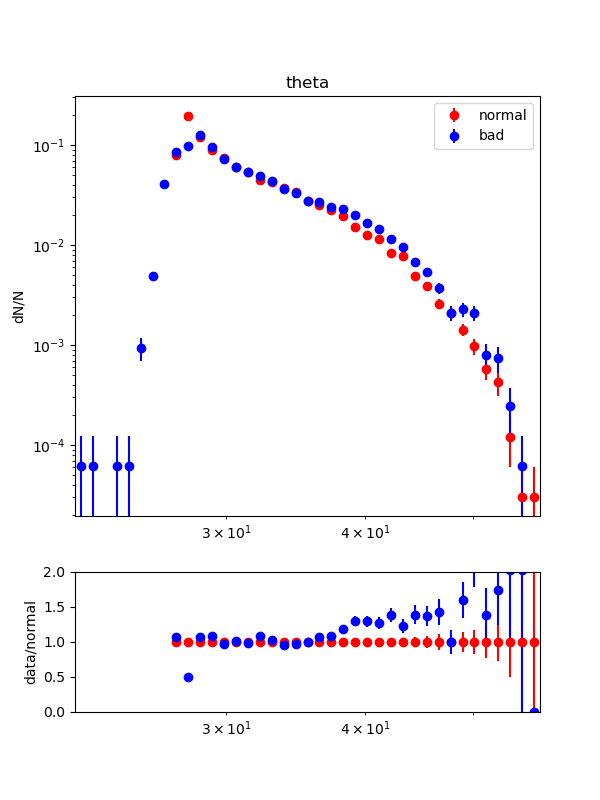 theta
normal
bad
dN/N
10⁻¹
10⁻²
10⁻³
10⁻⁴
3 × 10¹
4 × 10¹
data/normal
2.0
1.5
1.0
0.5
0.0
3 × 10¹
4 × 10¹